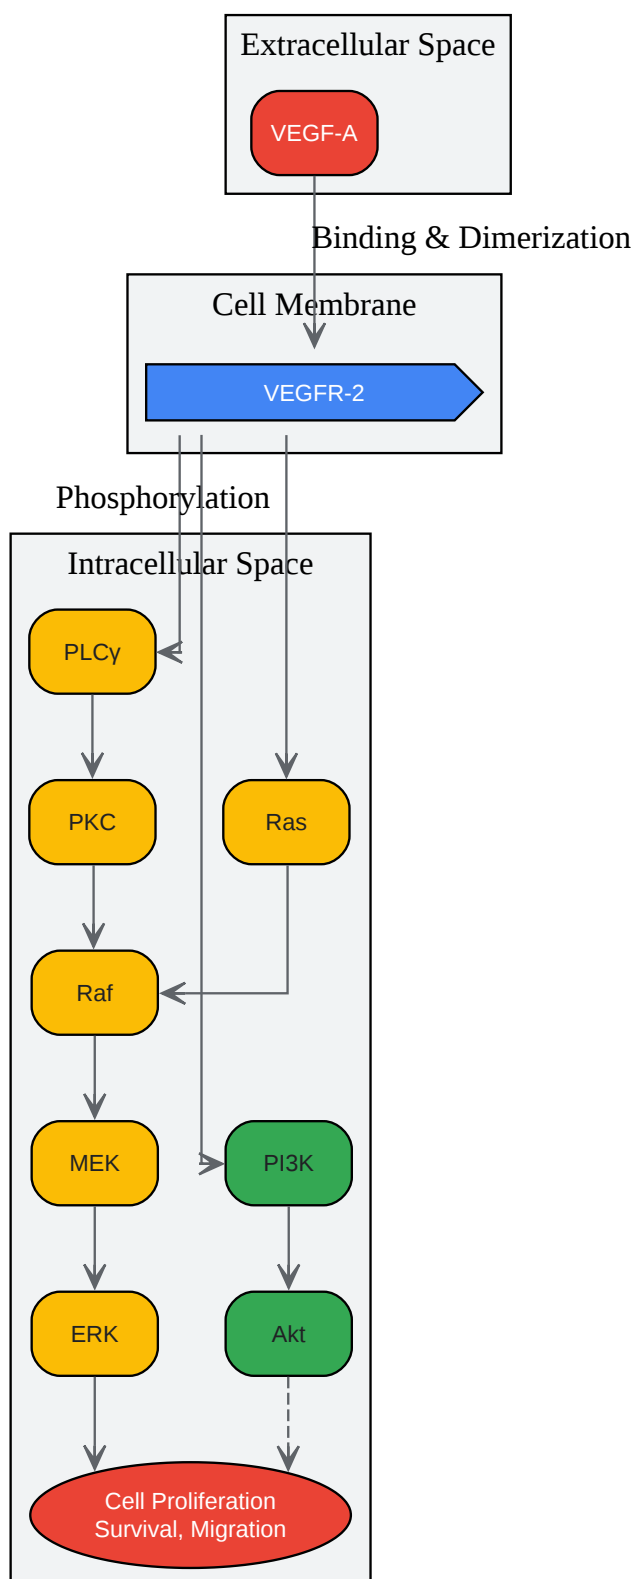 Extracellular Space
VEGF-A
Binding & Dimerization
Cell Membrane
VEGFR-2
Phosphorylation
Intracellular Space
PLCγ
PKC
Ras
Raf
MEK
PI3K
ERK
Akt
Cell Proliferation
Survival, Migration